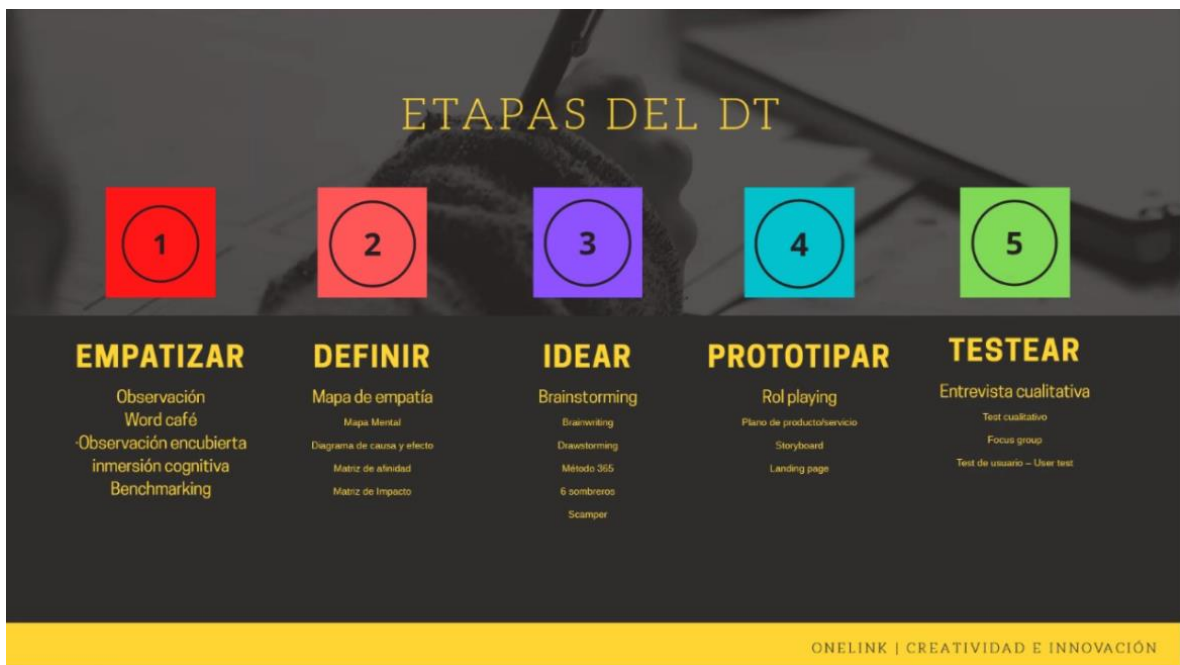 ETAPAS DEL DT
1
2
3
4
5
EMPATIZAR
Observación
Word café
-Observación encubierta
inmersión cognitiva
Benchmarking
DEFINIR
Mapa de empatía
Mapa Mental
Diagrama de causa y efecto
Matriz de afinidad
Matriz de Impacto
IDEAR
Brainstorming
Brainwriting
Drawstorming
Método 365
6 sombreros
Scamper
PROTOTIPAR
Rol playing
Plano de producto/servicio
Storyboard
Landing page
TESTEAR
Entrevista cualitativa
Test cualitativo
Focus group
Test de usuario – User test
ONELINK | CREATIVIDAD E INNOVACIÓN